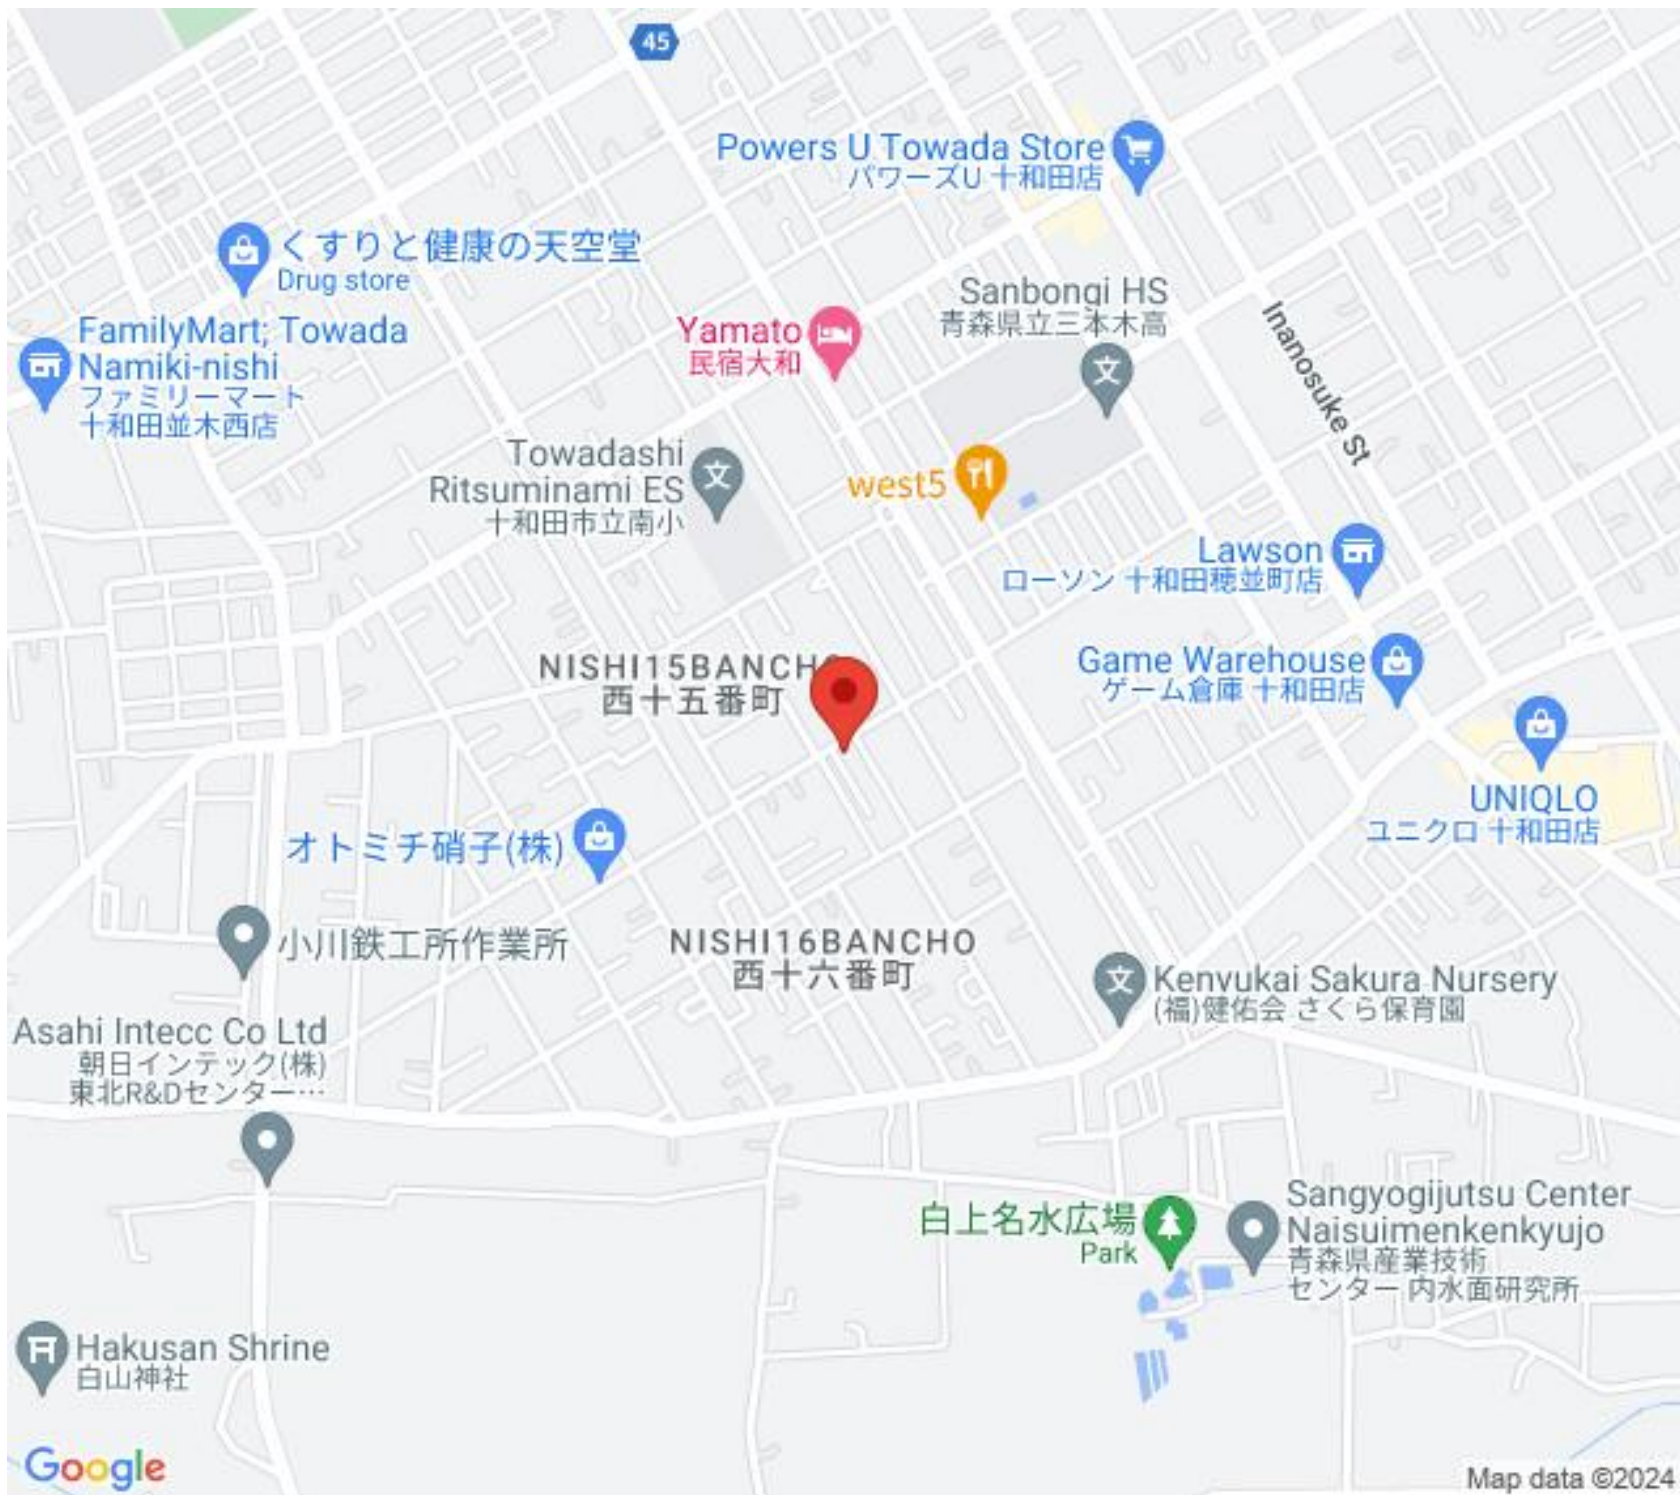 45
Powers U Towada Store
パワーズU 十和田店
くすりと健康の天空堂
Drug store
Sanbongi HS
青森県立三本木高
Inanosuke St
FamilyMart; Towada
Namiki-nishi
ファミリーマート
十和田並木西店
Yamato
民宿大和
Towadashi
Ritsuminami ES
十和田市立南小
west5
Lawson
ローソン 十和田穂並町店
NISHI15BANCHO
西十五番町
Game Warehouse
ゲーム倉庫 十和田店
UNIQLO
ユニクロ 十和田店
オトミチ硝子(株)
小川鉄工所作業所
NISHI16BANCHO
西十六番町
Kenvukai Sakura Nursery
(福)健佑会 さくら保育園
Asahi Intecc Co Ltd
朝日インテック(株)
東北R&Dセンター…
白上名水広場
Park
Sangyogijutsu Center
Naisuimenkenkyujo
青森県産業技術
センター 内水面研究所
Hakusan Shrine
白山神社
Google
Map data ©2024